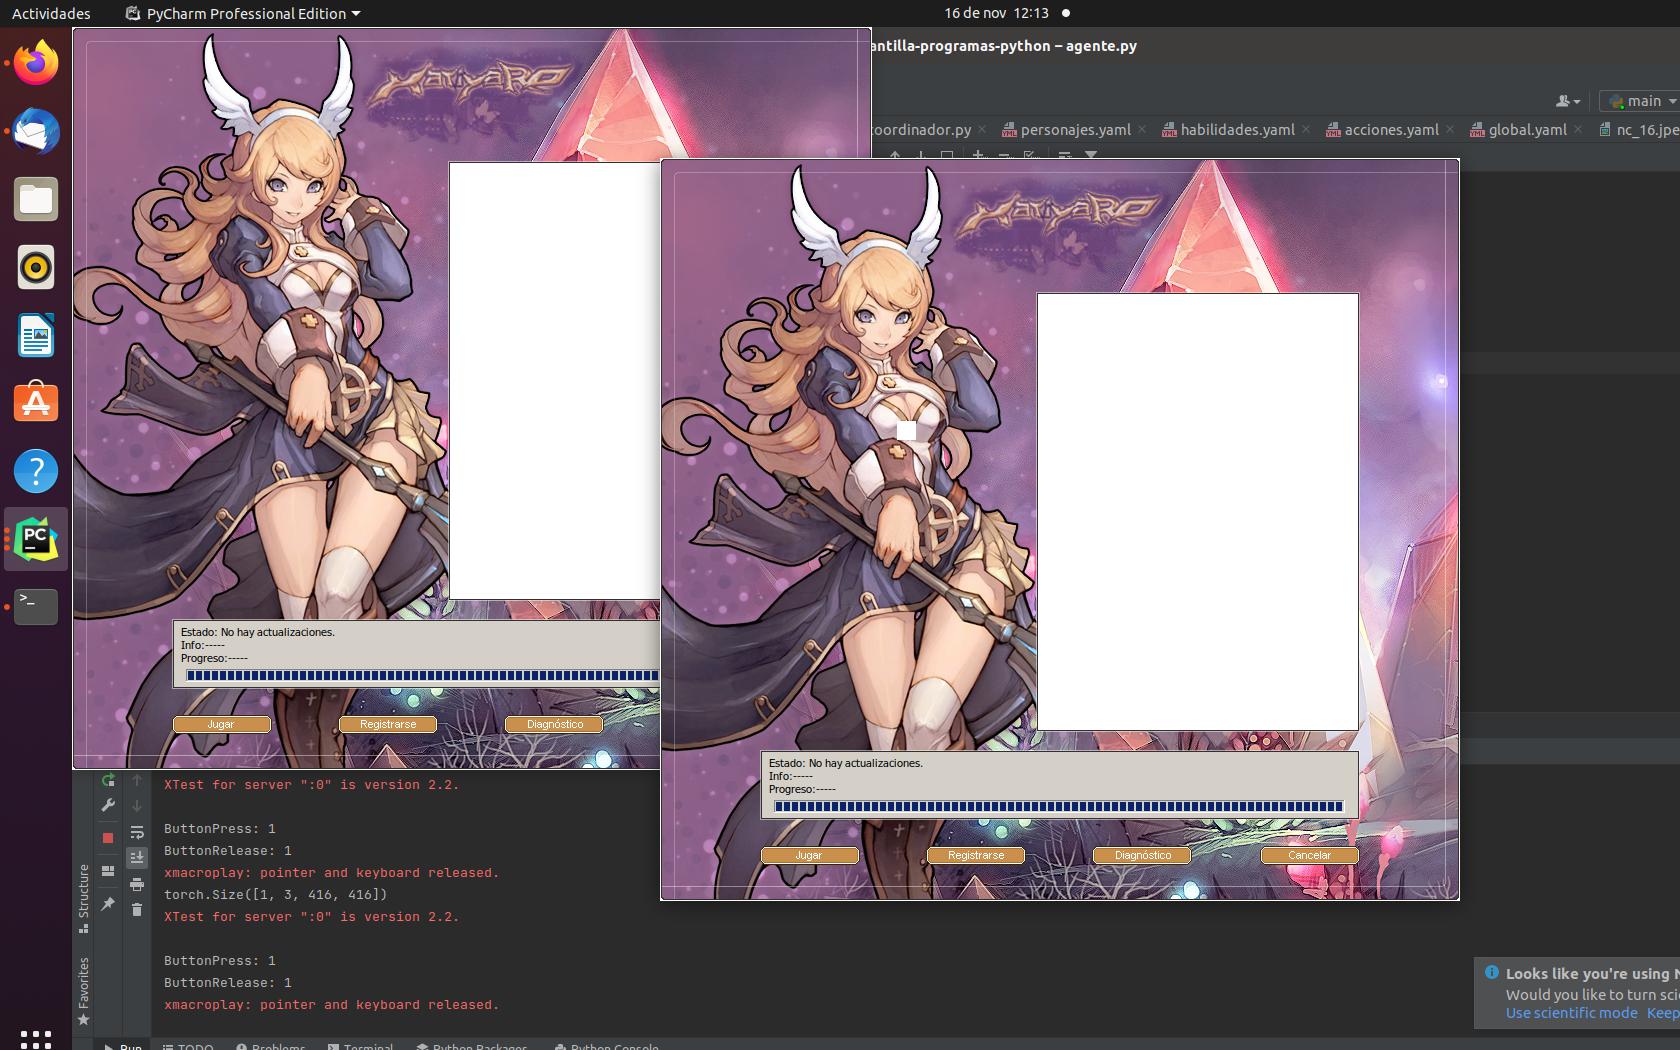 Actividades
PyCharm Professional Edition
16 de nov 12:13
antilla-programas-python – agente.py
main
coordinador.py
personajes.yaml
habilidades.yaml
acciones.yaml
global.yaml
nc_16.jpe
XatiyaRO
XatiyaRO
Estado: No hay actualizaciones.
Info:-----
Progreso:-----
Jugar
Registrarse
Diagnóstico
Estado: No hay actualizaciones.
Info:-----
Progreso:-----
Jugar
Registrarse
Diagnóstico
Cancelar
Structure
Favorites
XTest for server ":0" is version 2.2.
ButtonPress: 1
ButtonRelease: 1
xmacroplay: pointer and keyboard released.
torch.Size([1, 3, 416, 416])
XTest for server ":0" is version 2.2.
ButtonPress: 1
ButtonRelease: 1
xmacroplay: pointer and keyboard released.
Looks like you're using N
Would you like to turn scie
Use scientific mode
Keep
Run
TODO
Problems
Terminal
Python Packages
Python Console